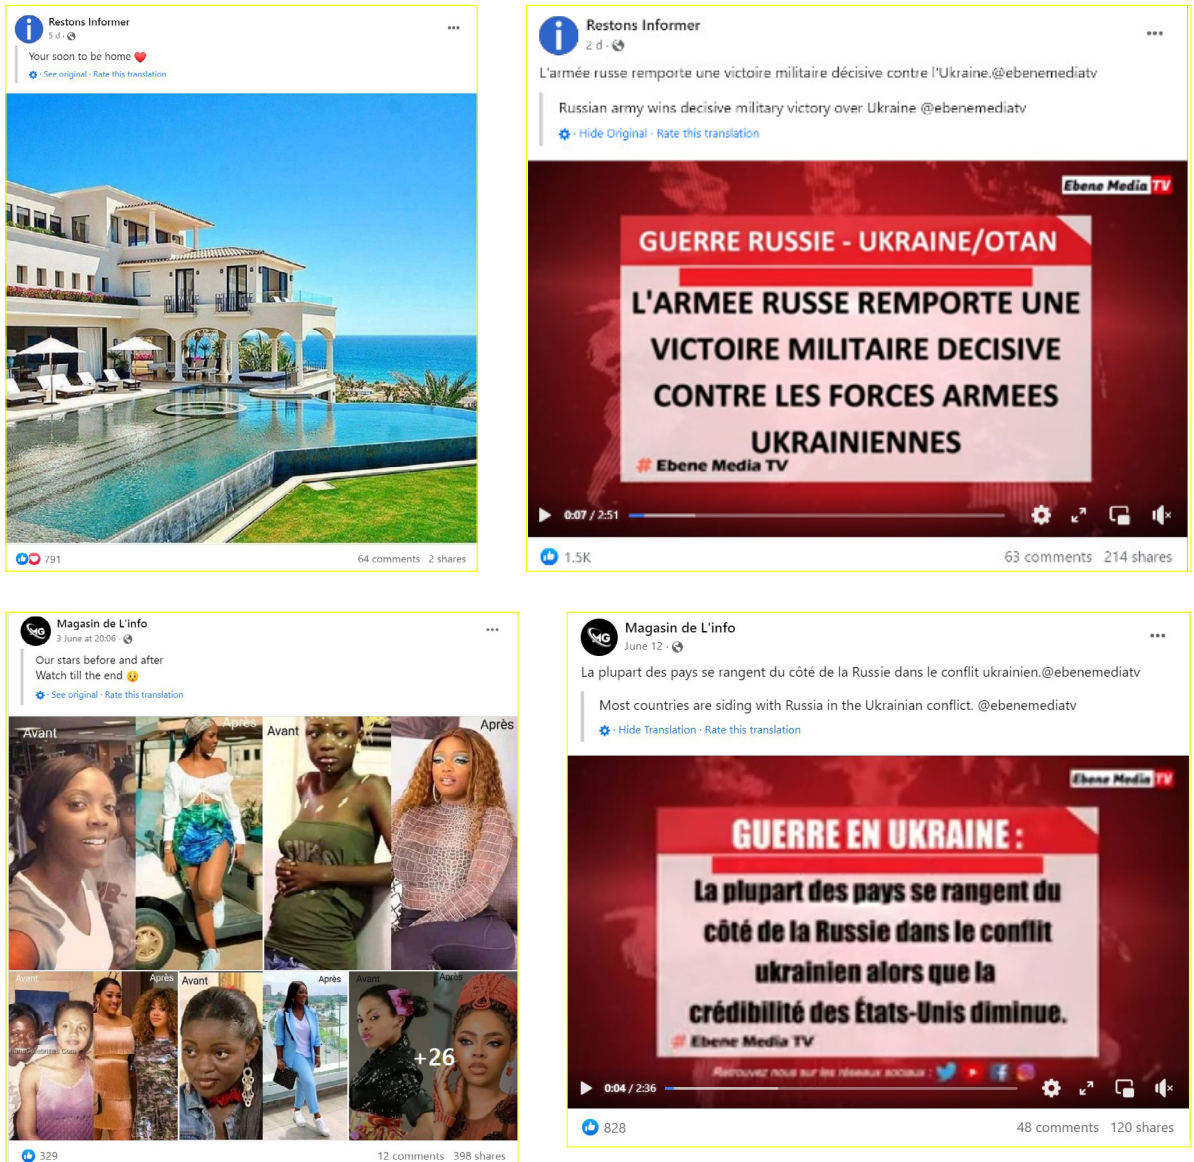 Restons Informer
5 d ·
Your soon to be home
· See original · Rate this translation
791
64 comments 2 shares
Restons Informer
2 d ·
L'armée russe remporte une victoire militaire décisive contre l'Ukraine.@ebenemediatv
Russian army wins decisive military victory over Ukraine @ebenemediatv
· Hide Original · Rate this translation
Ebene Media TV
GUERRE RUSSIE - UKRAINE/OTAN
L'ARMEE RUSSE REMPORTE UNE
VICTOIRE MILITAIRE DECISIVE
CONTRE LES FORCES ARMEES
UKRAINIENNES
# Ebene Media TV
0:07 / 2:51
1.5K
63 comments 214 shares
MG
Magasin de L'info
3 June at 20:06 ·
Our stars before and after
Watch till the end
· See original · Rate this translation
Avant
Après
Avant
Après
Avant
Après
Avant
Après
Avant
Après
+26
329
12 comments 398 shares
MG
Magasin de L'info
June 12 ·
La plupart des pays se rangent du côté de la Russie dans le conflit ukrainien.@ebenemediatv
Most countries are siding with Russia in the Ukrainian conflict. @ebenemediatv
· Hide Translation · Rate this translation
Ebene Media TV
GUERRE EN UKRAINE :
La plupart des pays se rangent du
côté de la Russie dans le conflit
ukrainien alors que la
crédibilité des États-Unis diminue.
# Ebene Media TV
Retrouvez nous sur les réseaux sociaux :
0:04 / 2:36
828
48 comments 120 shares